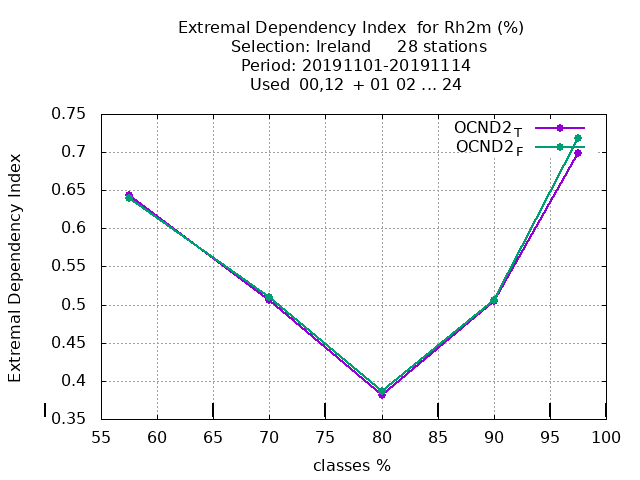 Extremal Dependency Index  for Rh2m (%)
Selection: Ireland     28 stations
Period: 20191101-20191114
Used  00,12  + 01 02 ... 24
OCND2T
OCND2F
Extremal Dependency Index
0.75
0.7
0.65
0.6
0.55
0.5
0.45
0.4
0.35
55 60 65 70 75 80 85 90 95 100
classes %